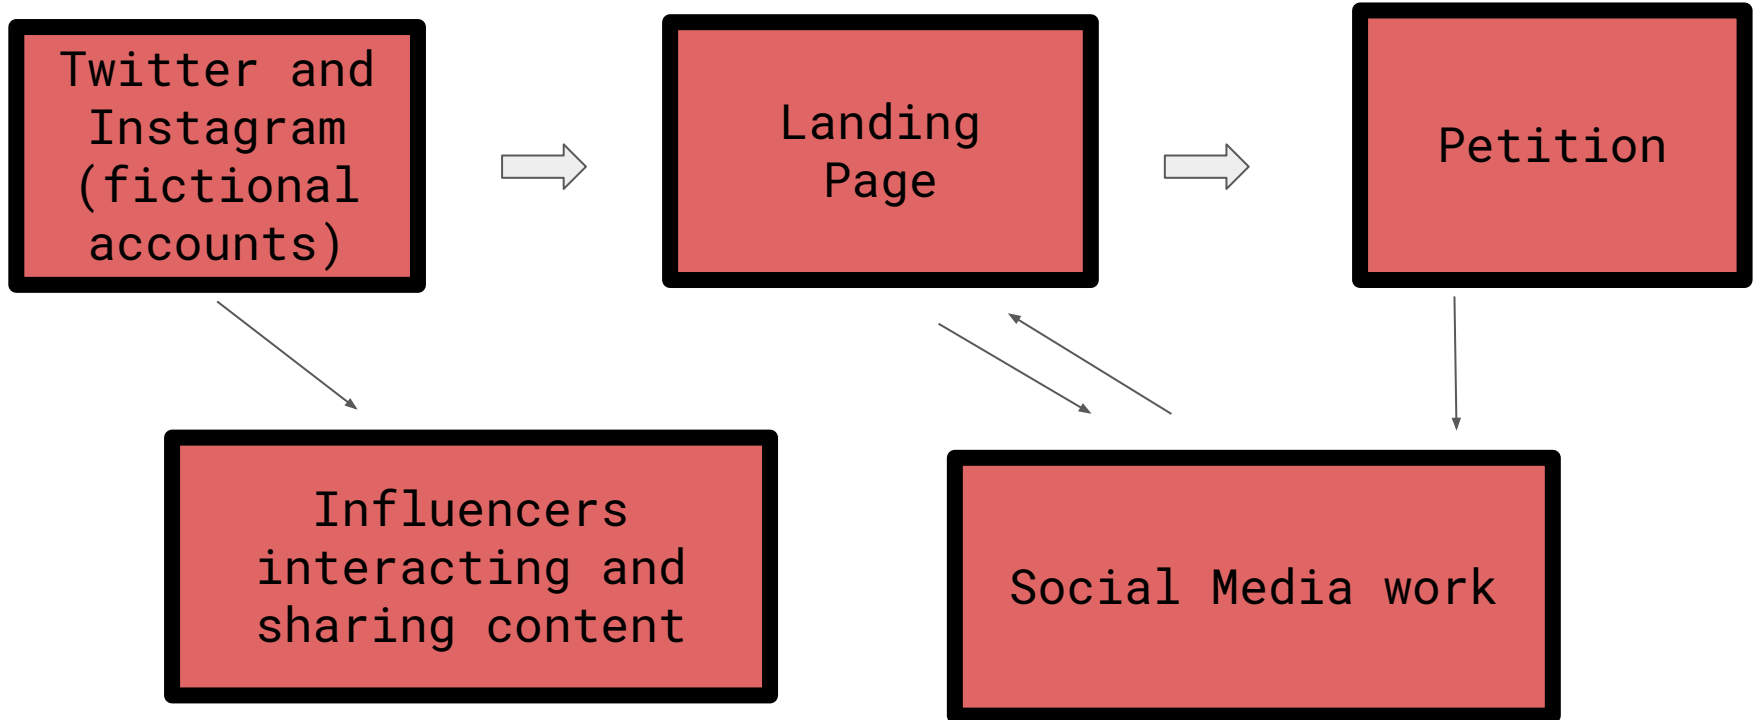 Twitter and
Instagram
(fictional
accounts)
Landing
Page
Petition
Influencers
interacting and
sharing content
Social Media work